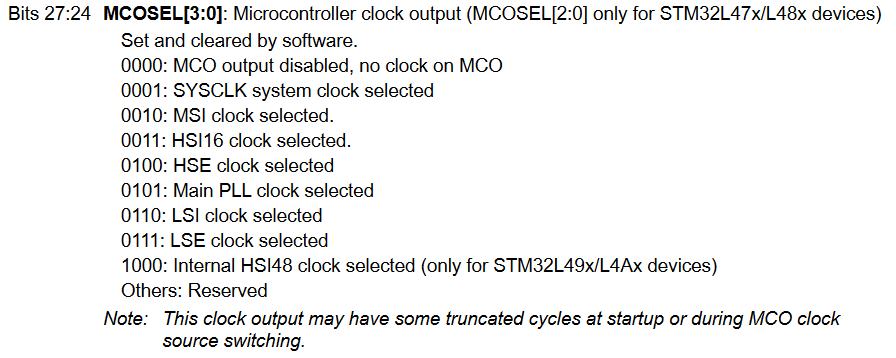 Bits 27:24 MCOSEL[3:0]: Microcontroller clock output (MCOSEL[2:0] only for STM32L47x/L48x devices)
Set and cleared by software.
0000: MCO output disabled, no clock on MCO
0001: SYSCLK system clock selected
0010: MSI clock selected.
0011: HSI16 clock selected.
0100: HSE clock selected
0101: Main PLL clock selected
0110: LSI clock selected
0111: LSE clock selected
1000: Internal HSI48 clock selected (only for STM32L49x/L4Ax devices)
Others: Reserved
Note: This clock output may have some truncated cycles at startup or during MCO clock
source switching.